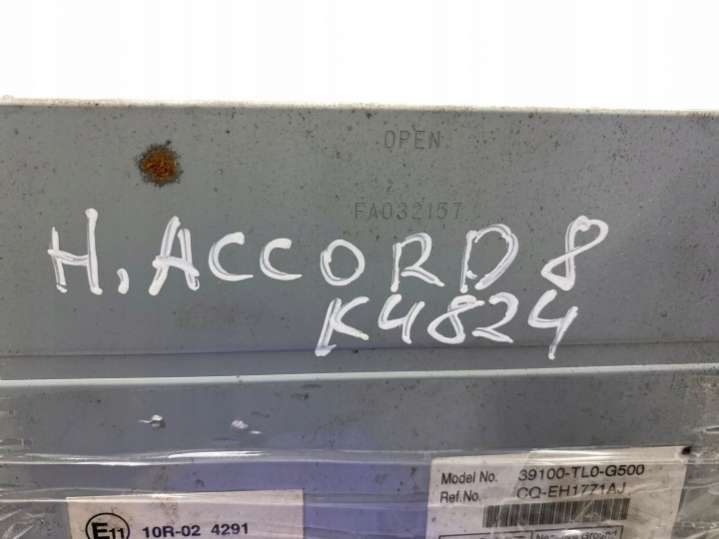 OPEN
FA032157
H, ACCORD 8
K4824
Model No. 39100-TL0-G500
Ref.No. CQ-EH1771AJ
E11 10R-02 4291